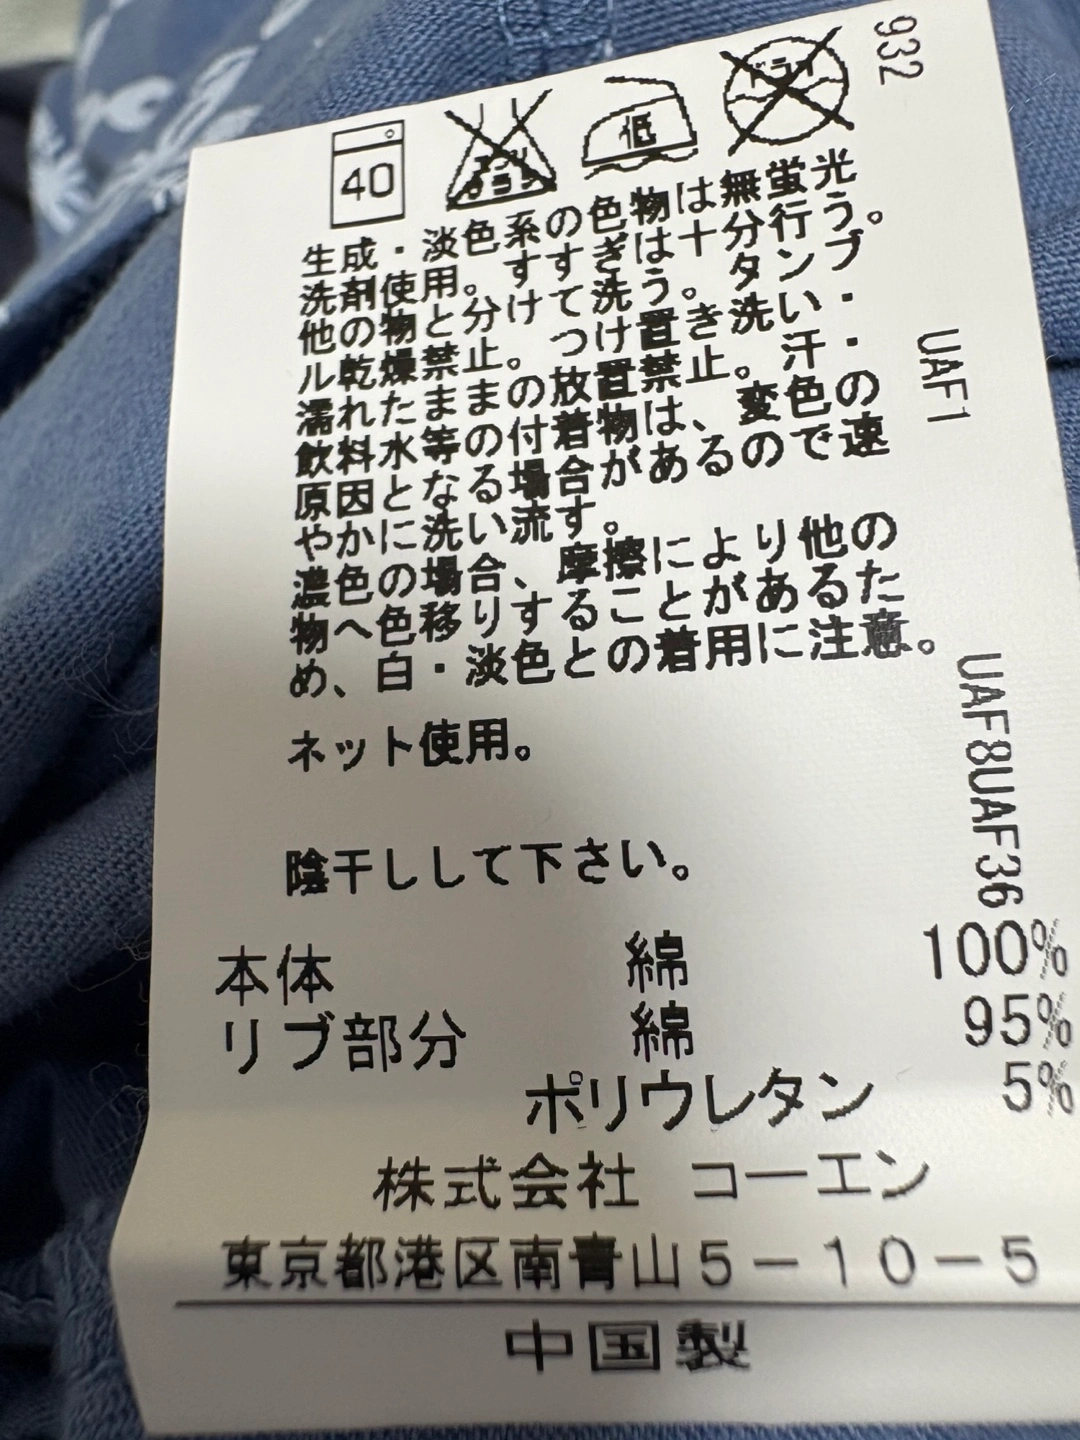 932
40
エンソ
サラシ
低
ドライ
生成・淡色系の色物は無蛍光
洗剤使用。すすぎは十分行う。
他の物と分けて洗う。タンブ
ル乾燥禁止。つけ置き洗い・
濡れたままの放置禁止。汗・
飲料水等の付着物は、変色の
原因となる場合があるので速
やかに洗い流す。
濃色の場合、摩擦により他の
物へ色移りすることがあるた
め、白・淡色との着用に注意。
ネット使用。
陰干しして下さい。
UAF1
UAF8UAF36
本体 綿 100%
リブ部分 綿 95%
ポリウレタン 5%
株式会社 コーエン
東京都港区南青山5-10-5
中国製